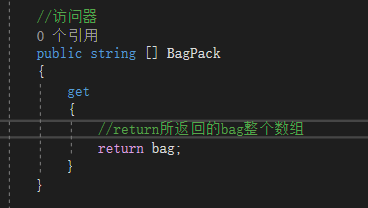 //访问器
0 个引用
public string [] BagPack
{
get
{
//return所返回的bag整个数组
return bag;
}
}